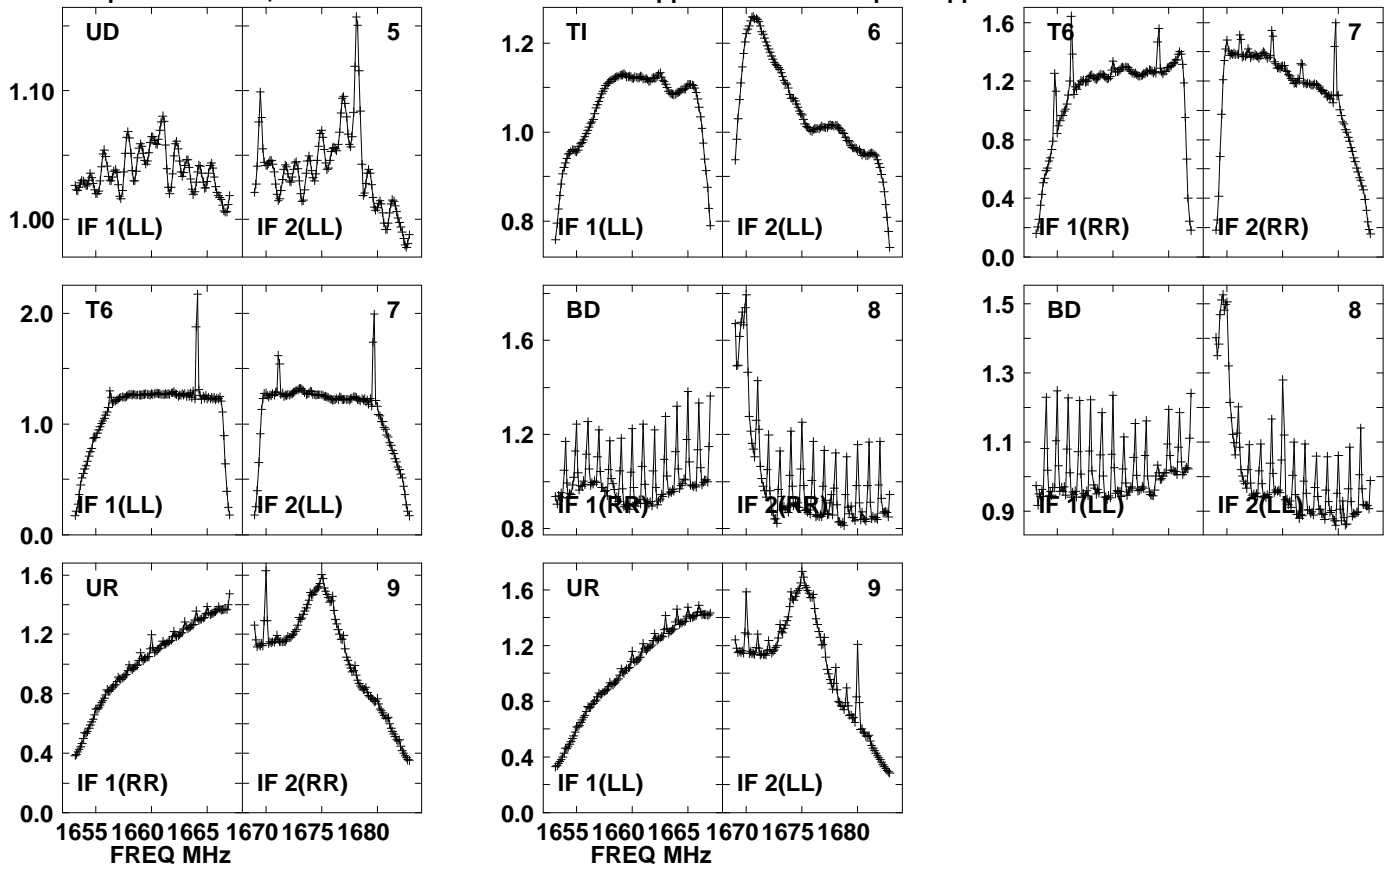 UD 5
1.10
1.00
IF 1(LL) IF 2(LL)
TI 6
1.2
1.0
0.8
IF 1(LL) IF 2(LL)
T6 7
1.6
1.2
0.8
0.4
0.0
IF 1(RR) IF 2(RR)
T6 7
2.0
1.0
0.0
IF 1(LL) IF 2(LL)
BD 8
1.6
1.2
0.8
IF 1(RR) IF 2(RR)
BD 8
1.5
1.3
1.1
0.9
IF 1(LL) IF 2(LL)
UR 9
1.6
1.2
0.8
0.4
0.0
IF 1(RR) IF 2(RR)
1655 1660 1665 1670 1675 1680
FREQ MHz
UR 9
1.6
1.2
0.8
0.4
0.0
IF 1(LL) IF 2(LL)
1655 1660 1665 1670 1675 1680
FREQ MHz